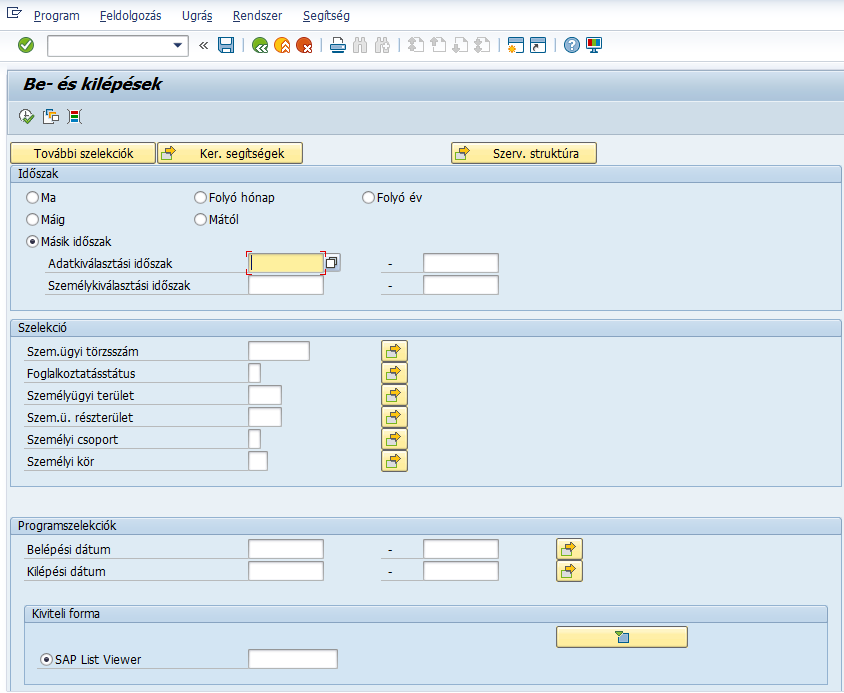 Program Feldolgozás Ugrás Rendszer Segítség
Be- és kilépések
További szelekciók Ker. segítségek Szerv. struktúra
Időszak
Ma Folyó hónap Folyó év
Máig Mától
Másik időszak
Adatkiválasztási időszak -
Személykiválasztási időszak -
Szelekció
Szem.ügyi törzsszám
Foglalkoztatásstátus
Személyügyi terület
Szem.ü. részterület
Személyi csoport
Személyi kör
Programszelekciók
Belépési dátum -
Kilépési dátum -
Kiviteli forma
SAP List Viewer